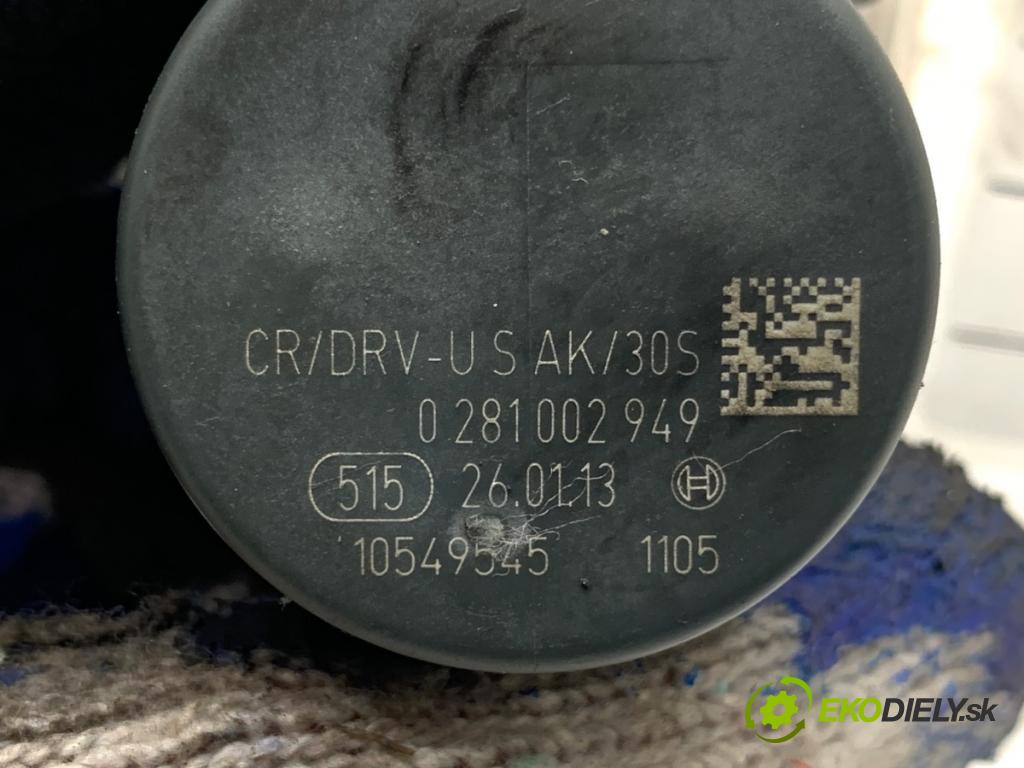 CR/DRV-U S AK/30S
0 281 002 949
515 26.01.13
10549545 1105
EKODIELY.sk